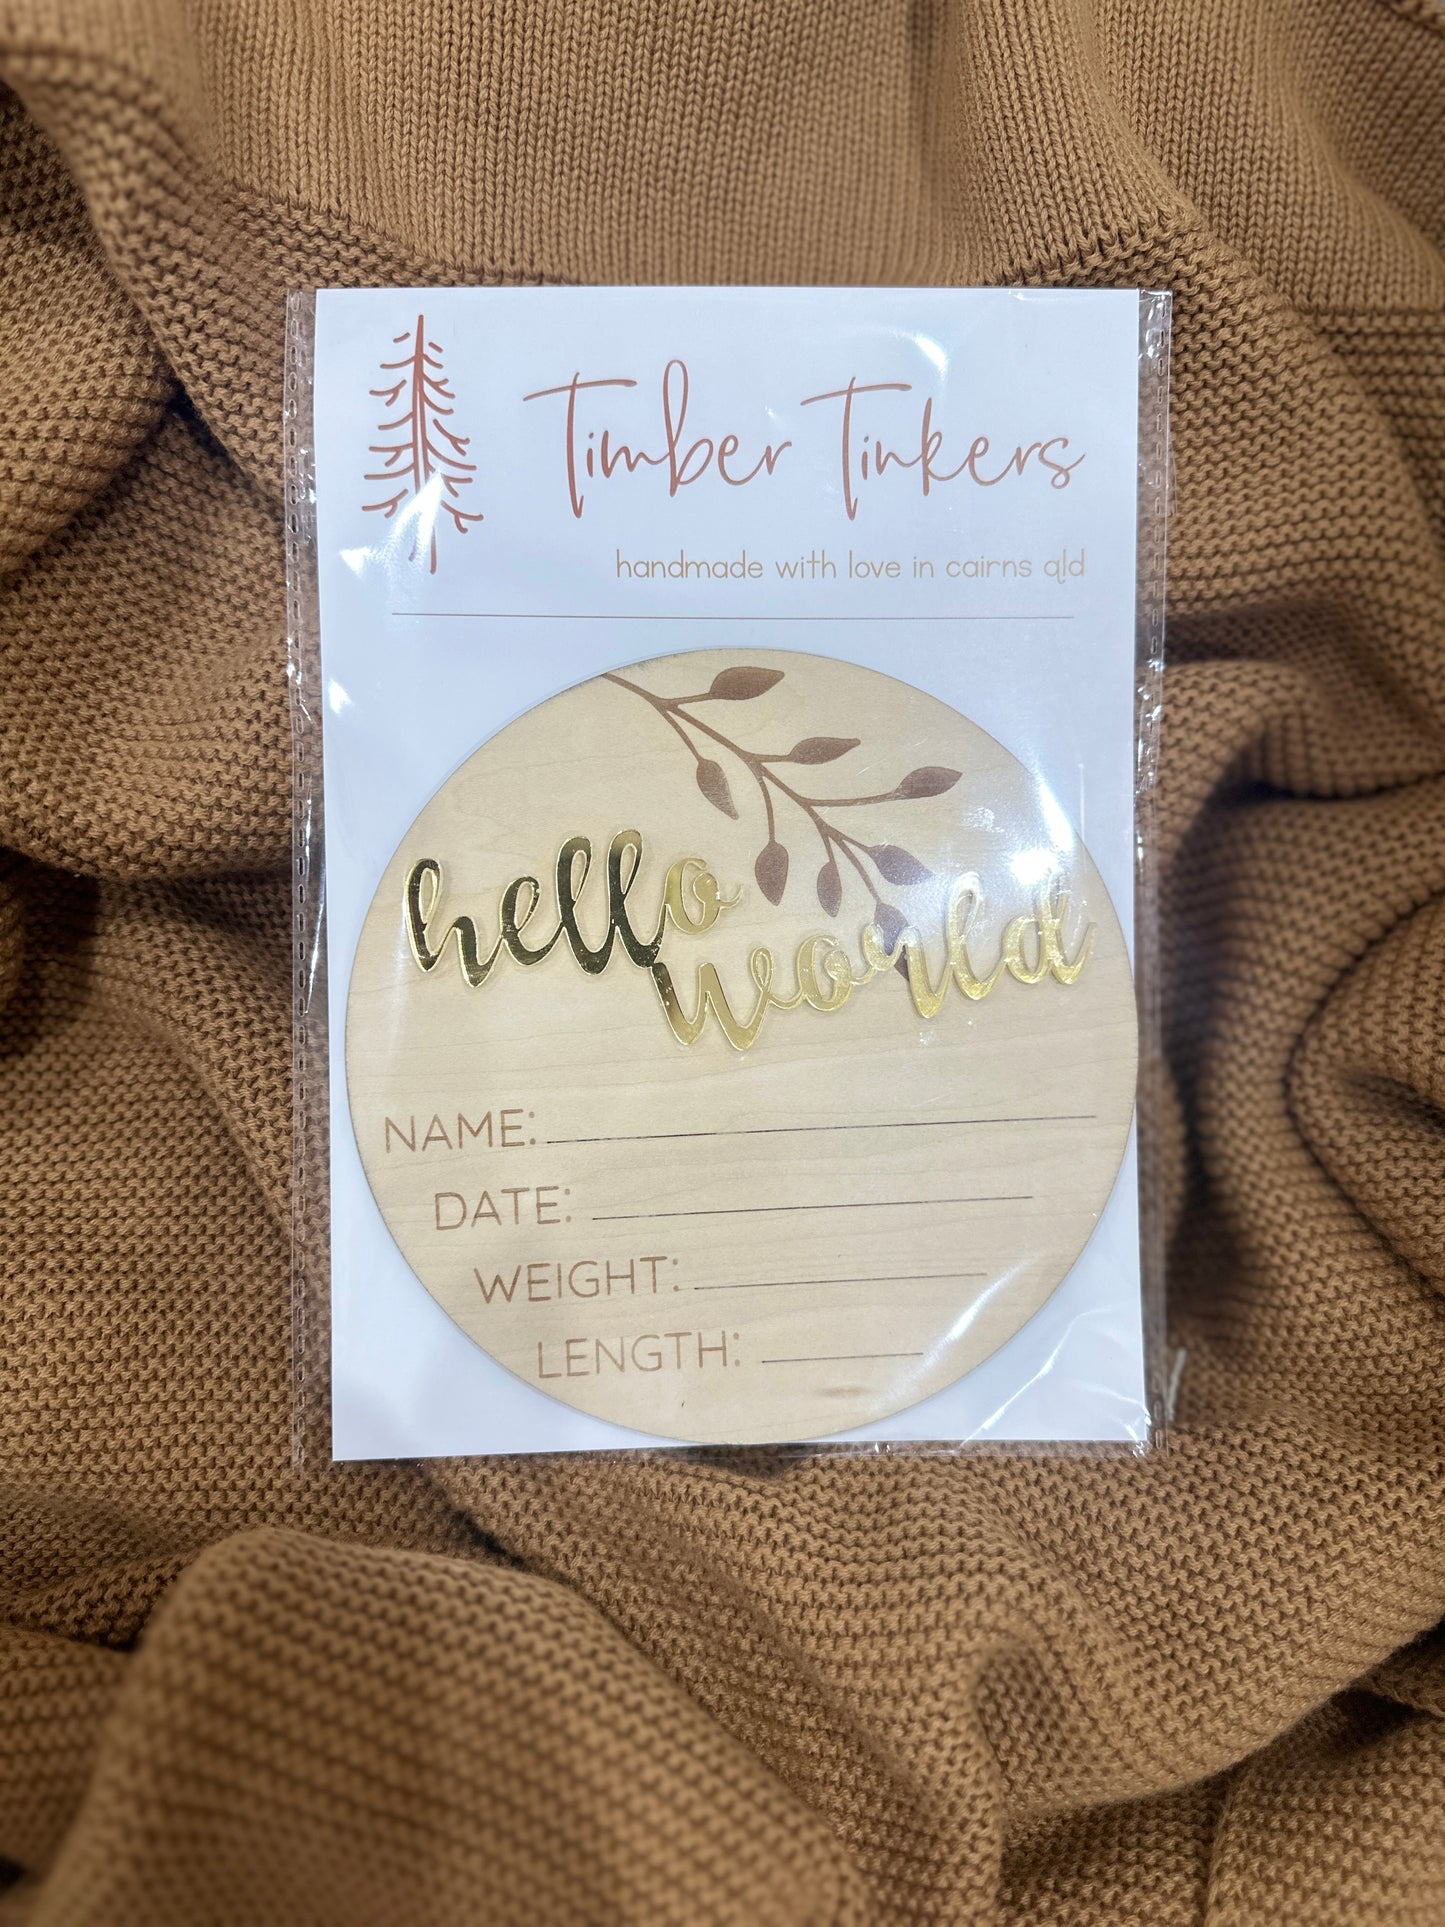 Timber Tinkers
handmade with love in cairns qld
hello
world
NAME:
DATE:
WEIGHT:
LENGTH: